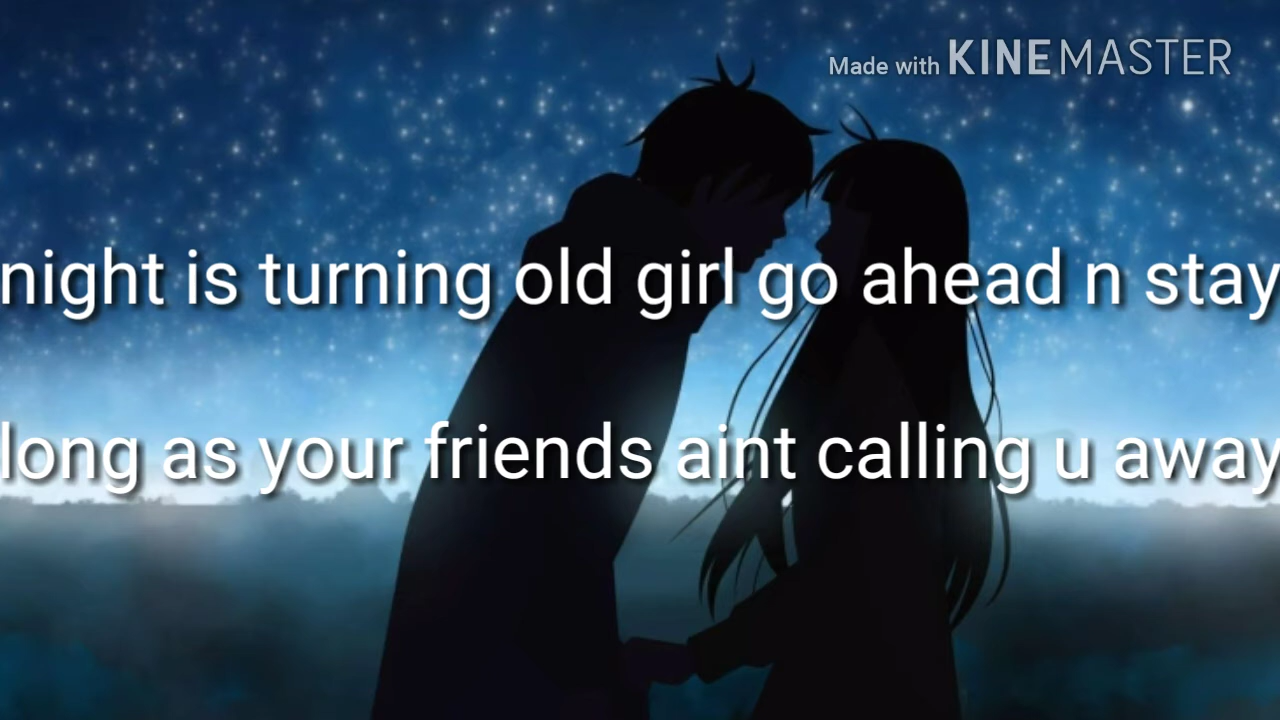 Made with KINEMASTER
night is turning old girl go ahead n stay
long as your friends aint calling u away